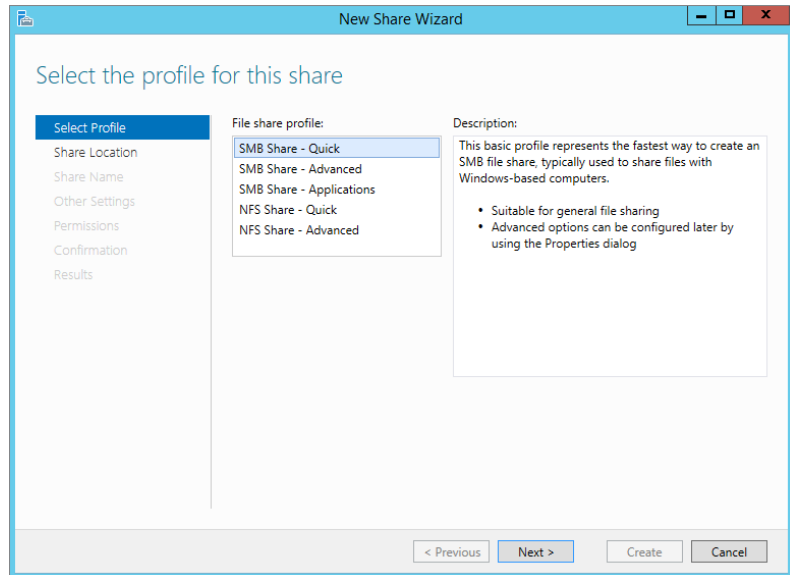 New Share Wizard
Select the profile for this share
Select Profile
Share Location
Share Name
Other Settings
Permissions
Confirmation
Results
File share profile:
SMB Share - Quick
SMB Share - Advanced
SMB Share - Applications
NFS Share - Quick
NFS Share - Advanced
Description:
This basic profile represents the fastest way to create an
SMB file share, typically used to share files with
Windows-based computers.
• Suitable for general file sharing
• Advanced options can be configured later by
using the Properties dialog
< Previous
Next >
Create
Cancel